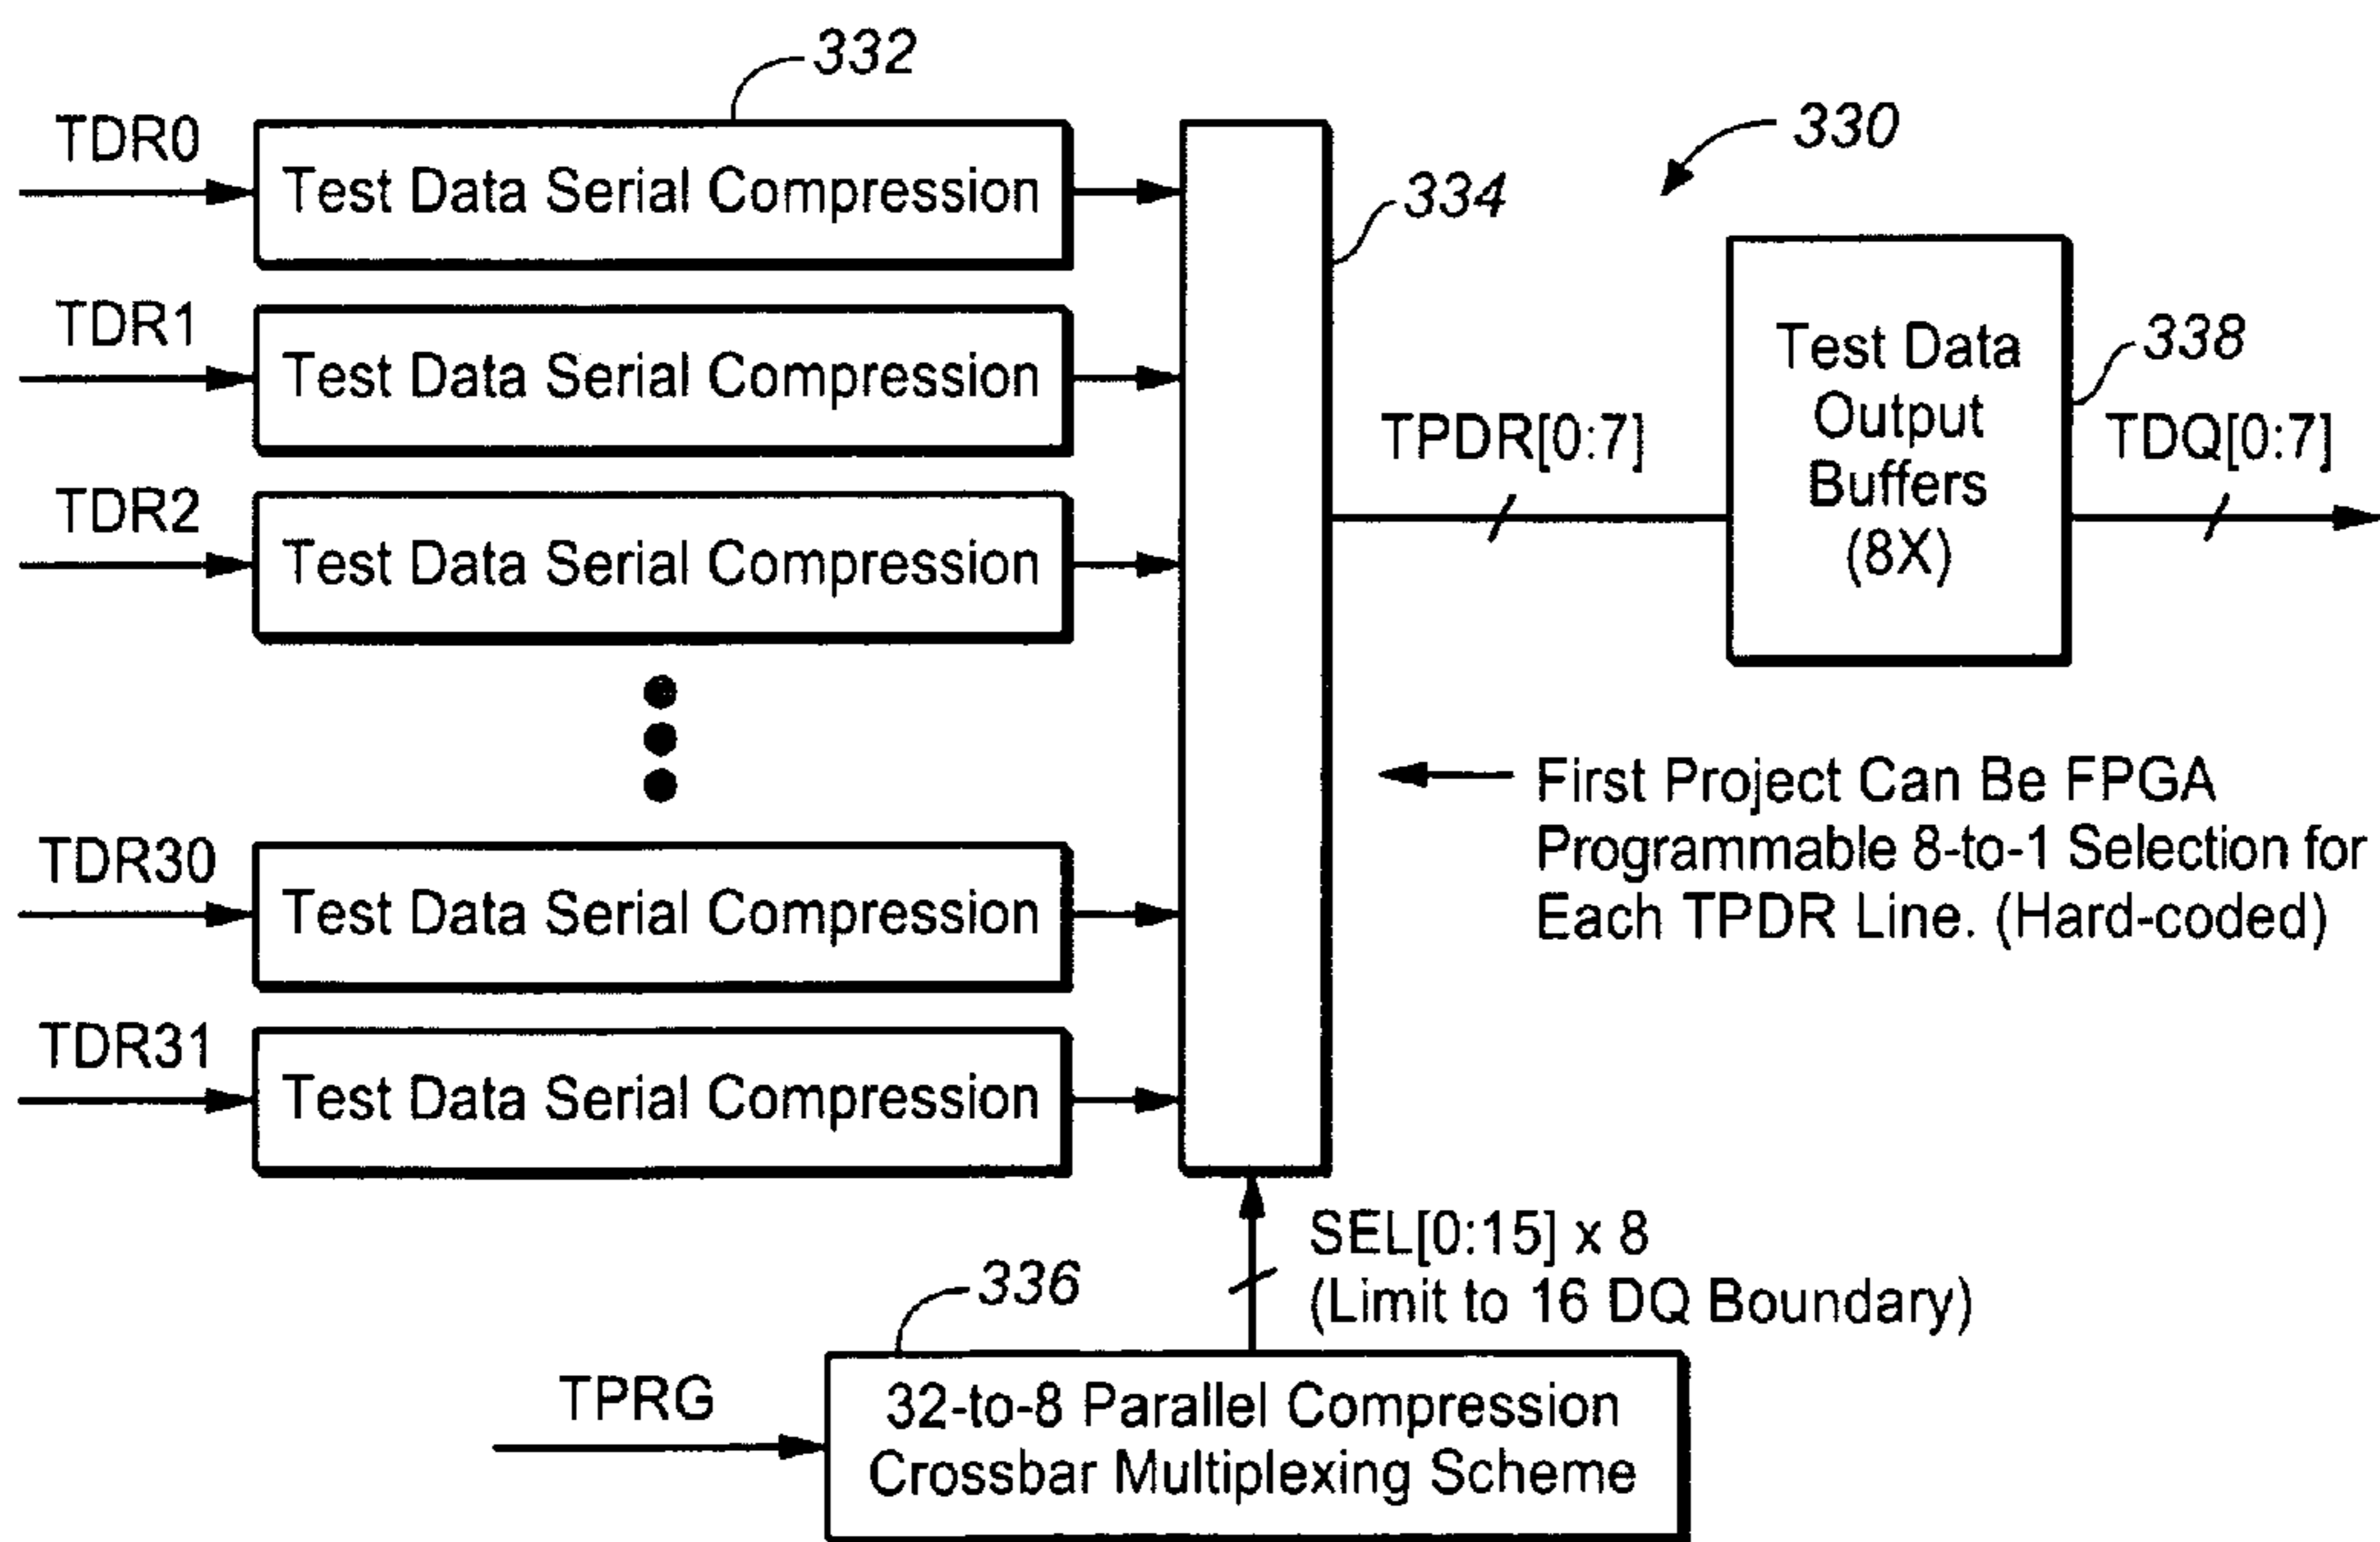 332
TDR0
Test Data Serial Compression
330
334
TDR1
Test Data Serial Compression
Test Data
Output
Buffers
(8X)
338
TPDR[0:7]
TDQ[0:7]
TDR2
Test Data Serial Compression
First Project Can Be FPGA
Programmable 8-to-1 Selection for
Each TPDR Line. (Hard-coded)
TDR30
Test Data Serial Compression
TDR31
Test Data Serial Compression
SEL[0:15] x 8
(Limit to 16 DQ Boundary)
336
TPRG
32-to-8 Parallel Compression
Crossbar Multiplexing Scheme